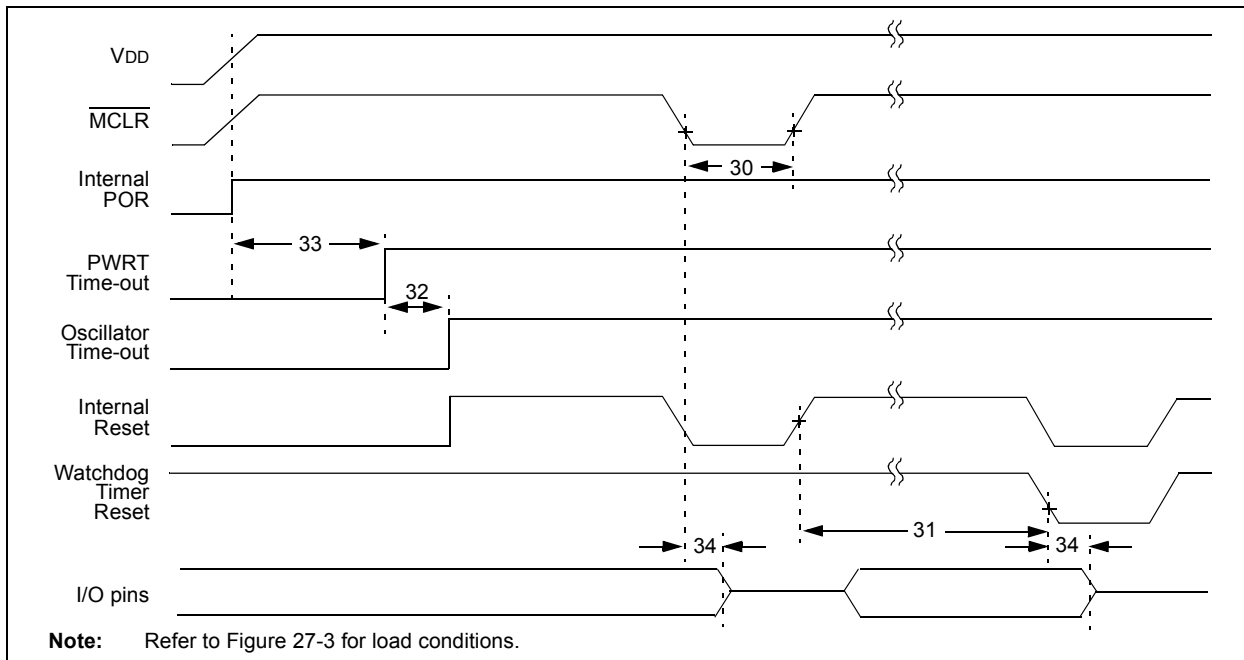 VDD
MCLR
30
Internal
POR
33
PWRT
Time-out
32
Oscillator
Time-out
Internal
Reset
Watchdog
Timer
Reset
31
34
34
I/O pins
Note: Refer to Figure 27-3 for load conditions.